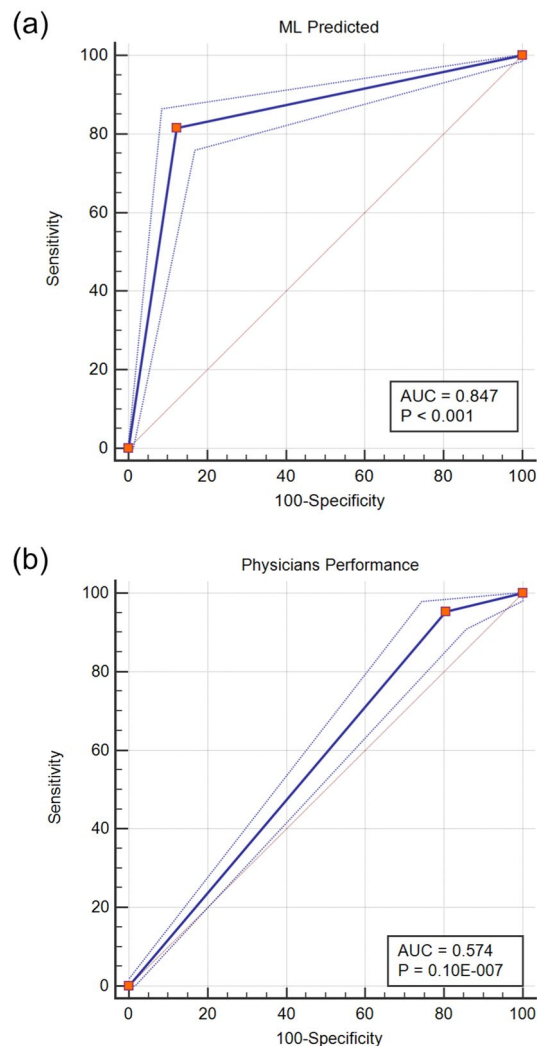 (a)
ML Predicted
100
80
60
40
20
0
Sensitivity
AUC = 0.847
P < 0.001
0 20 40 60 80 100
100-Specificity
(b)
Physicians Performance
100
80
60
40
20
0
Sensitivity
AUC = 0.574
P = 0.10E-007
0 20 40 60 80 100
100-Specificity